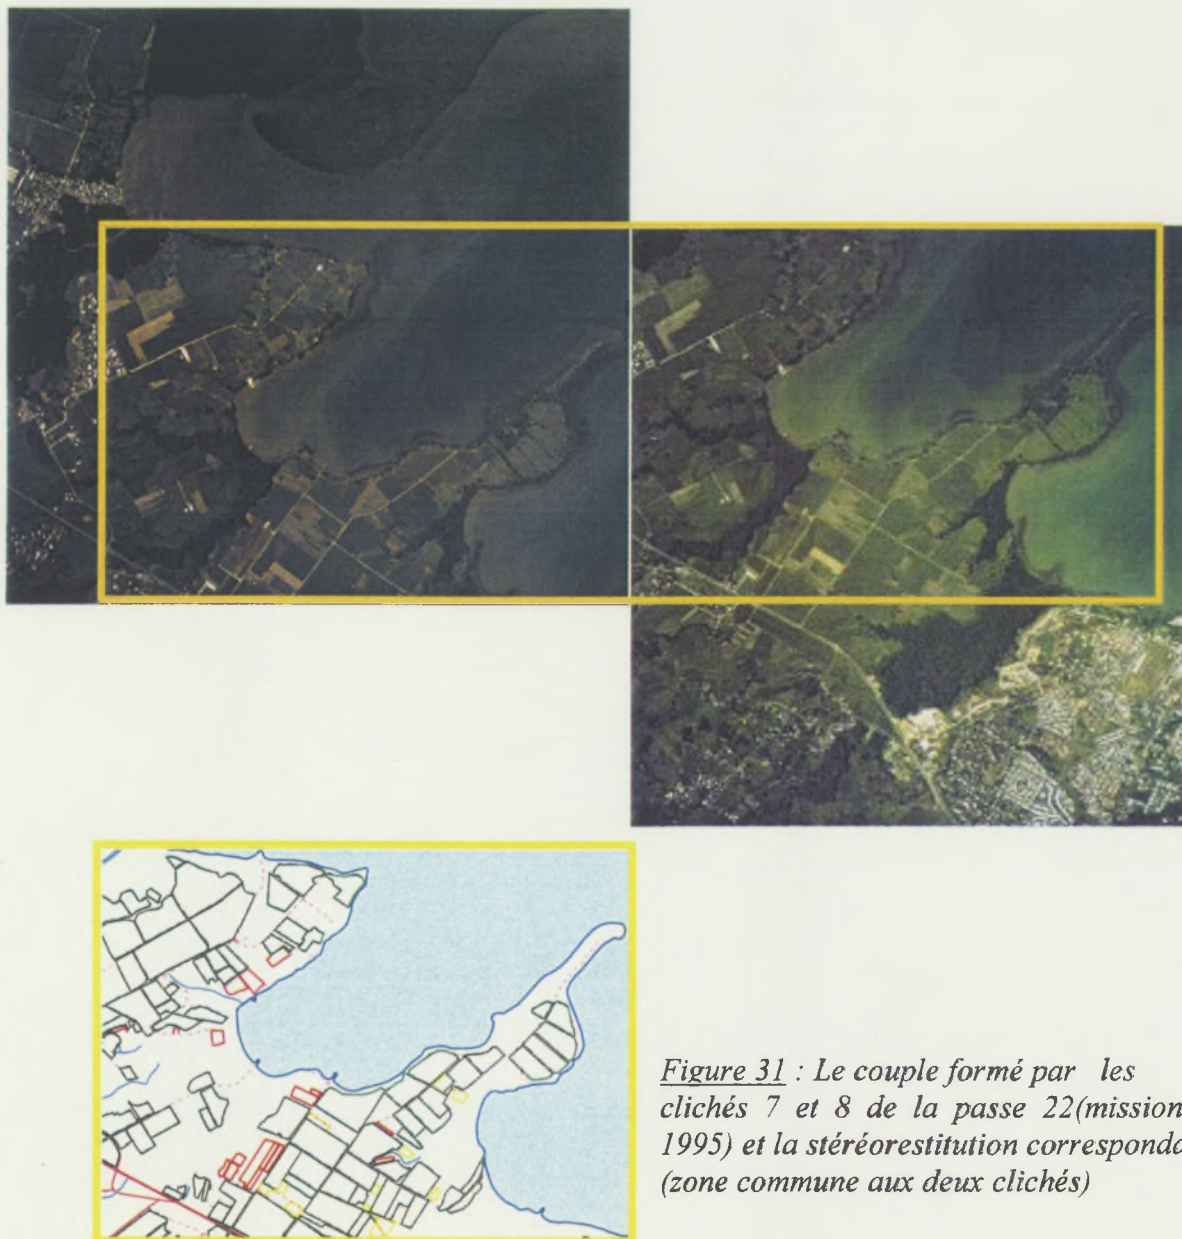 Figure 31 : Le couple formé par les
clichés 7 et 8 de la passe 22(mission
1995) et la stéréorestitution
(zone commune aux deux clichés)